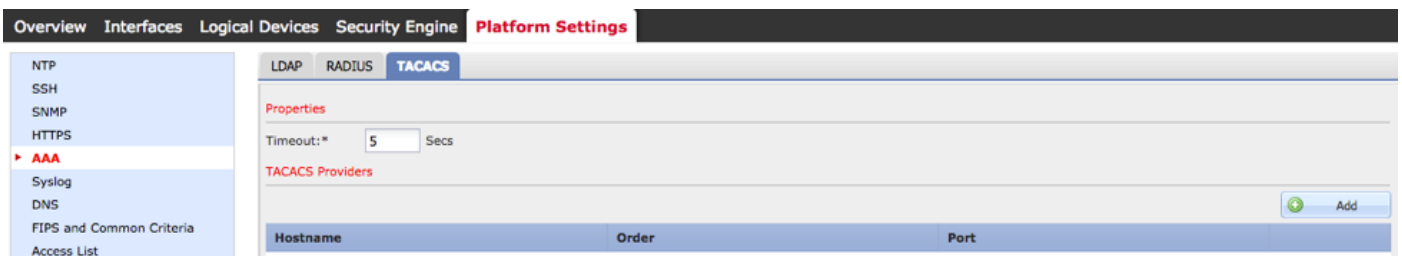 Overview Interfaces Logical Devices Security Engine Platform Settings
NTP
SSH
SNMP
HTTPS
AAA
Syslog
DNS
FIPS and Common Criteria
Access List
LDAP RADIUS TACACS
Properties
Timeout:* 5 Secs
TACACS Providers
Add
Hostname Order Port